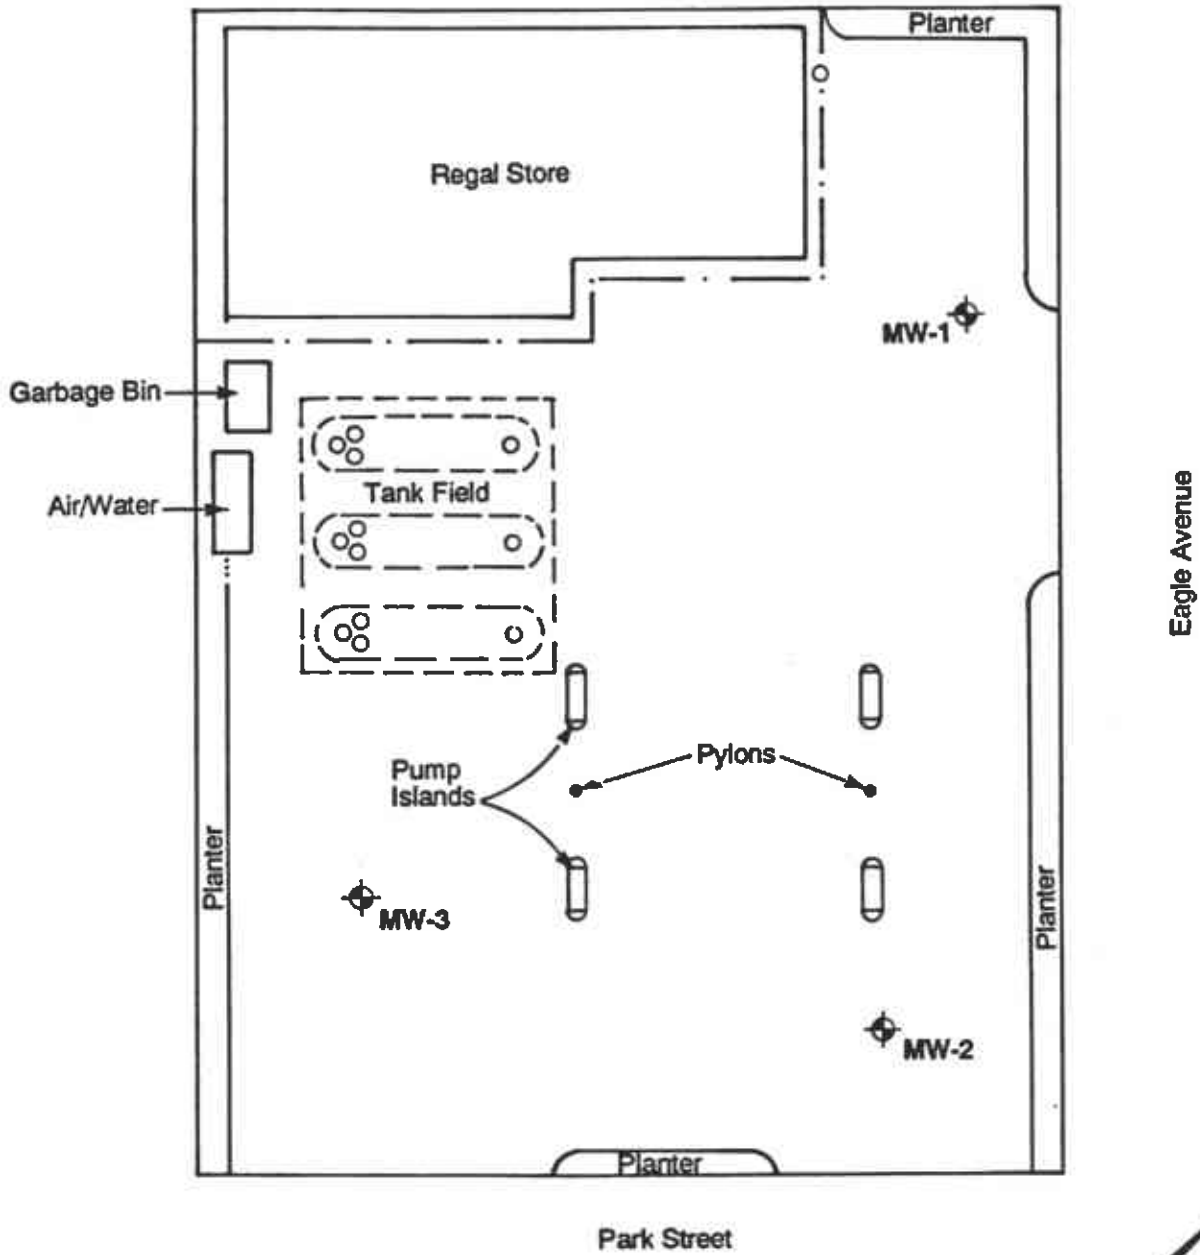 Planter
Regal Store
MW-1
Garbage Bin
Air/Water
Tank Field
Eagle Avenue
Pylons
Pump
Islands
Planter
Planter
MW-3
MW-2
Planter
Park Street